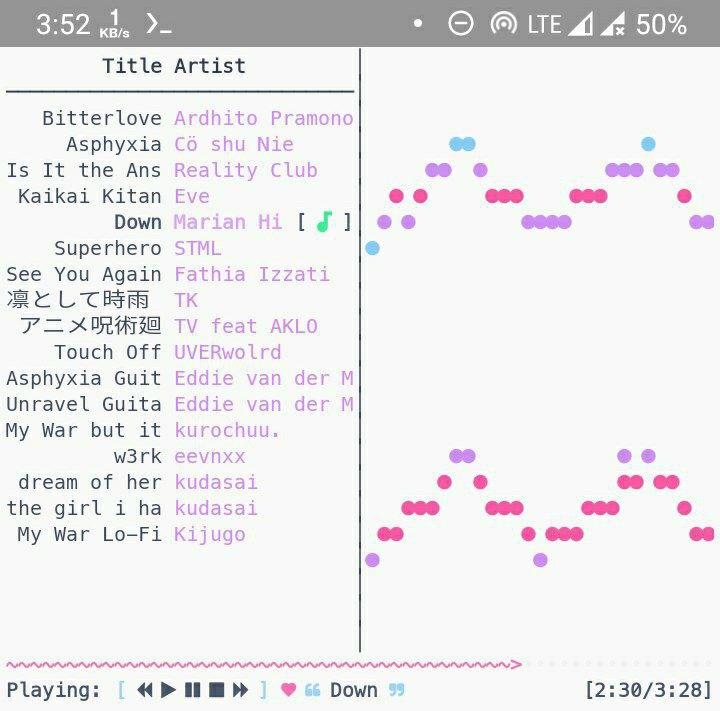 3:52 1 KB/s LTE 50%
Title Artist
Bitterlove Ardhito Pramono
Asphyxia Cö shu Nie
Is It the Ans Reality Club
Kaikai Kitan Eve
Down Marian Hi [ ]
Superhero STML
See You Again Fathia Izzati
凛として時雨 TK
アニメ呪術廻 TV feat AKLO
Touch Off UVERwolrd
Asphyxia Guit Eddie van der M
Unravel Guita Eddie van der M
My War but it kurochuu.
w3rk eevnxx
dream of her kudasai
the girl i ha kudasai
My War Lo-Fi Kijugo
Playing: [ ] ❝ Down ❞ [2:30/3:28]